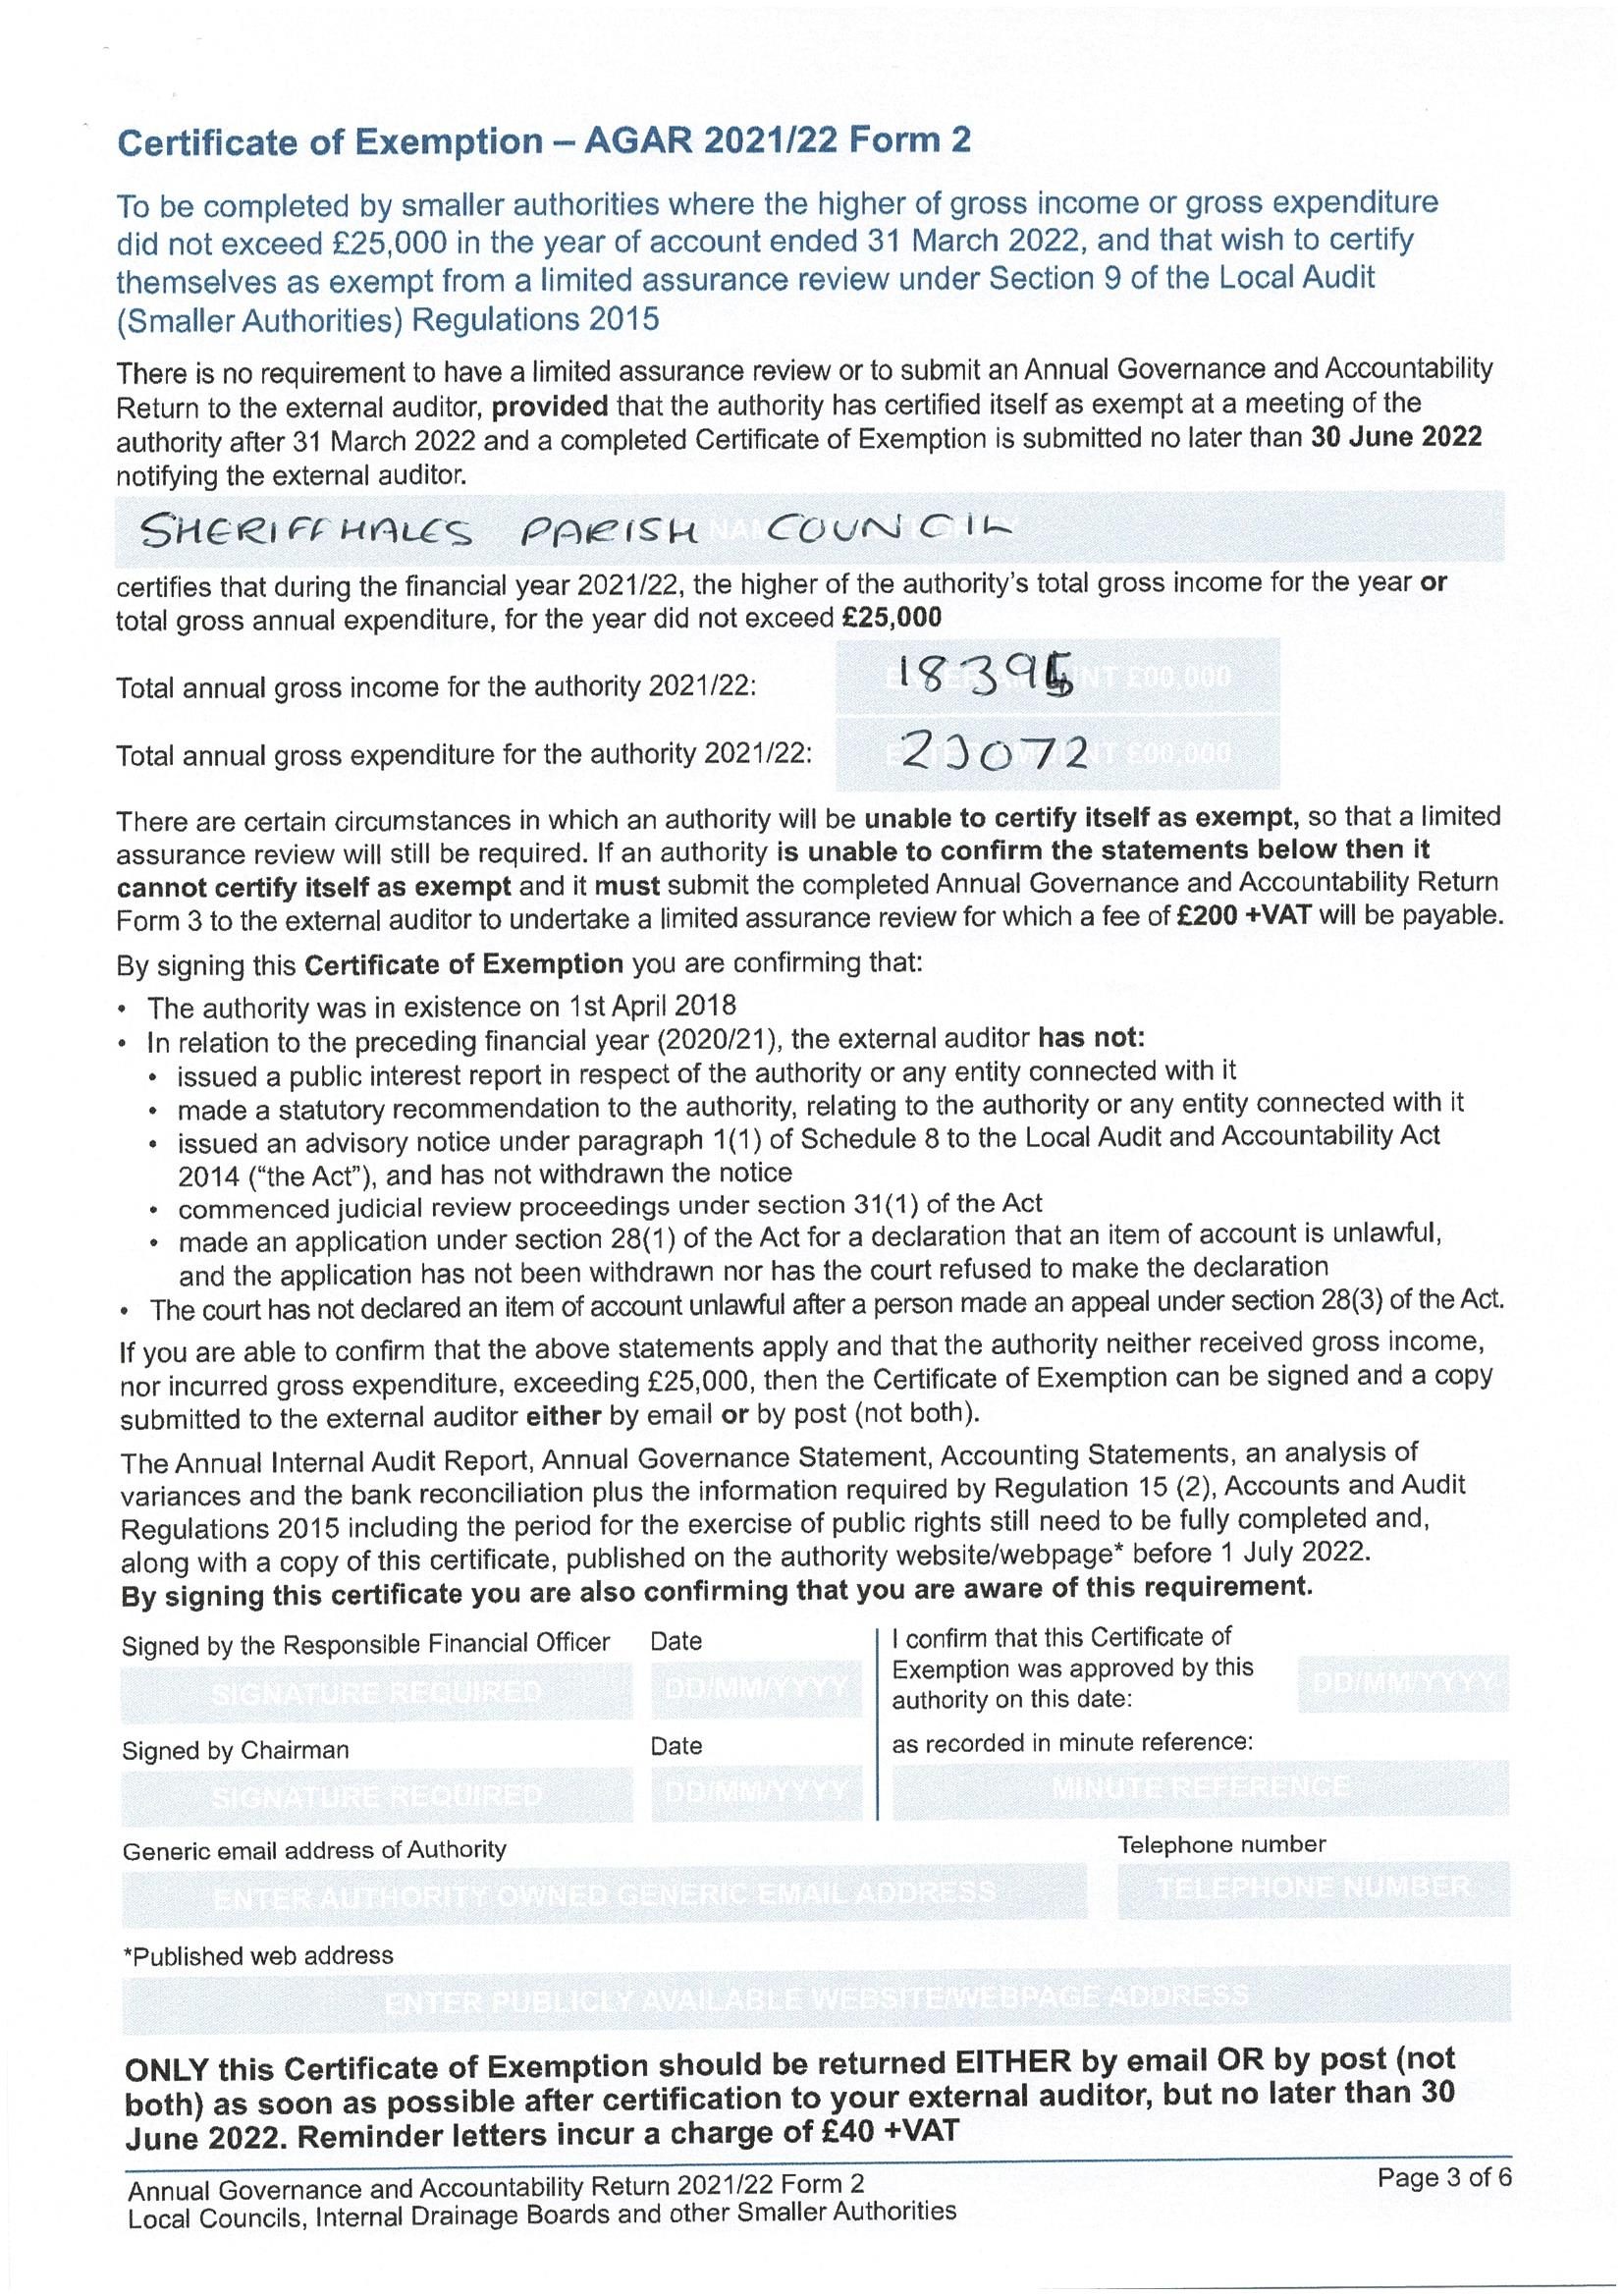 Certificate of Exemption – AGAR 2021/22 Form 2
To be completed by smaller authorities where the higher of gross income or gross expenditure
did not exceed £25,000 in the year of account ended 31 March 2022, and that wish to certify
themselves as exempt from a limited assurance review under Section 9 of the Local Audit
(Smaller Authorities) Regulations 2015
There is no requirement to have a limited assurance review or to submit an Annual Governance and Accountability
Return to the external auditor, provided that the authority has certified itself as exempt at a meeting of the
authority after 31 March 2022 and a completed Certificate of Exemption is submitted no later than 30 June 2022
notifying the external auditor.
SHERIFFHALES PARISH COUNCIL
certifies that during the financial year 2021/22, the higher of the authority's total gross income for the year or
total gross annual expenditure, for the year did not exceed £25,000
Total annual gross income for the authority 2021/22: 18395
Total annual gross expenditure for the authority 2021/22: 23072
There are certain circumstances in which an authority will be unable to certify itself as exempt, so that a limited
assurance review will still be required. If an authority is unable to confirm the statements below then it
cannot certify itself as exempt and it must submit the completed Annual Governance and Accountability Return
Form 3 to the external auditor to undertake a limited assurance review for which a fee of £200 +VAT will be payable.
By signing this Certificate of Exemption you are confirming that:
• The authority was in existence on 1st April 2018
• In relation to the preceding financial year (2020/21), the external auditor has not:
• issued a public interest report in respect of the authority or any entity connected with it
• made a statutory recommendation to the authority, relating to the authority or any entity connected with it
• issued an advisory notice under paragraph 1(1) of Schedule 8 to the Local Audit and Accountability Act
2014 ("the Act"), and has not withdrawn the notice
• commenced judicial review proceedings under section 31(1) of the Act
• made an application under section 28(1) of the Act for a declaration that an item of account is unlawful,
and the application has not been withdrawn nor has the court refused to make the declaration
• The court has not declared an item of account unlawful after a person made an appeal under section 28(3) of the Act.
If you are able to confirm that the above statements apply and that the authority neither received gross income,
nor incurred gross expenditure, exceeding £25,000, then the Certificate of Exemption can be signed and a copy
submitted to the external auditor either by email or by post (not both).
The Annual Internal Audit Report, Annual Governance Statement, Accounting Statements, an analysis of
variances and the bank reconciliation plus the information required by Regulation 15 (2), Accounts and Audit
Regulations 2015 including the period for the exercise of public rights still need to be fully completed and,
along with a copy of this certificate, published on the authority website/webpage* before 1 July 2022.
By signing this certificate you are also confirming that you are aware of this requirement.
Signed by the Responsible Financial Officer Date
SIGNATURE REQUIRED DD/MM/YYYY
I confirm that this Certificate of
Exemption was approved by this
authority on this date: DD/MM/YYYY
Signed by Chairman Date
SIGNATURE REQUIRED DD/MM/YYYY
as recorded in minute reference:
MINUTE REFERENCE
Generic email address of Authority Telephone number
ENTER AUTHORITY OWNED GENERIC EMAIL ADDRESS TELEPHONE NUMBER
*Published web address
ENTER PUBLICLY AVAILABLE WEBSITE/WEBPAGE ADDRESS
ONLY this Certificate of Exemption should be returned EITHER by email OR by post (not
both) as soon as possible after certification to your external auditor, but no later than 30
June 2022. Reminder letters incur a charge of £40 +VAT
Annual Governance and Accountability Return 2021/22 Form 2 Page 3 of 6
Local Councils, Internal Drainage Boards and other Smaller Authorities